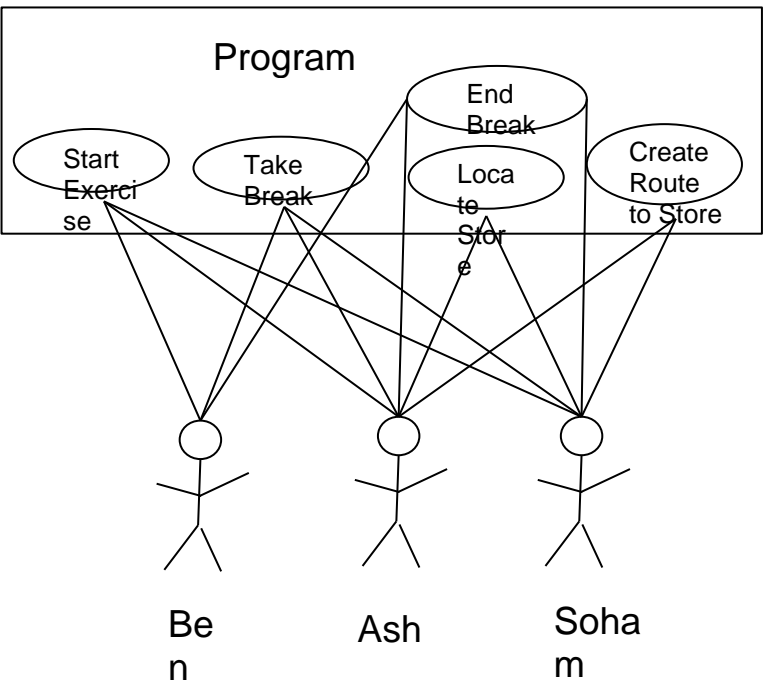 Program
Start
Exerci
se
Take
Break
End
Break
Loca
te
Stor
e
Create
Route
to Store
Be
n
Ash
Soha
m